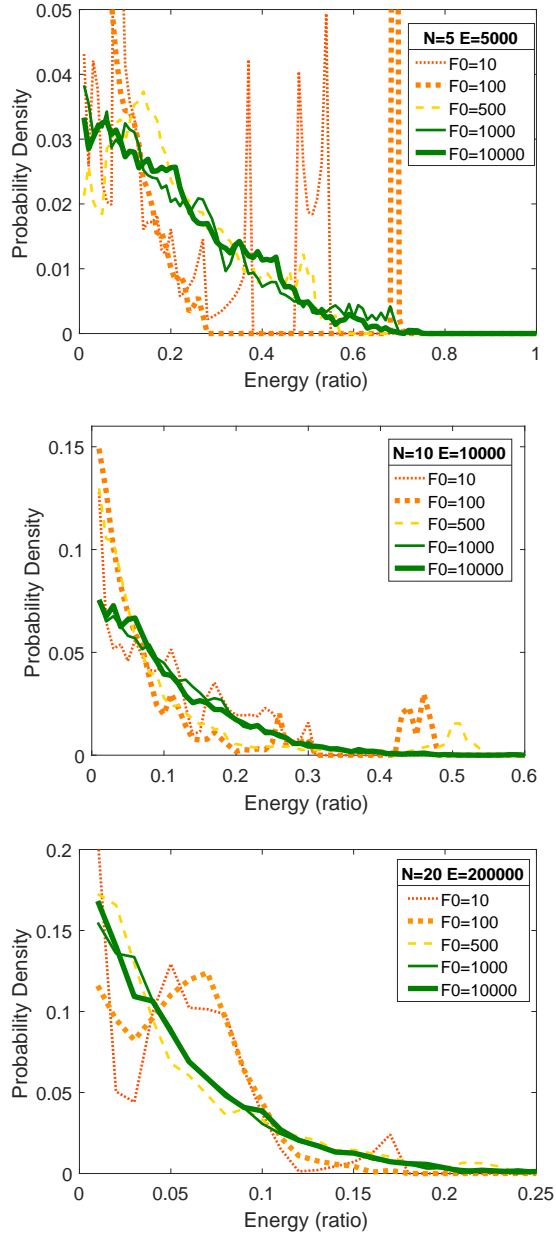 0.05
0.04
0.03
0.02
0.01
0
Probability Density
N=5 E=5000
F0=10
F0=100
F0=500
F0=1000
F0=10000
0 0.2 0.4 0.6 0.8 1
Energy (ratio)
0.15
0.1
0.05
0
Probability Density
N=10 E=10000
F0=10
F0=100
F0=500
F0=1000
F0=10000
0 0.1 0.2 0.3 0.4 0.5 0.6
Energy (ratio)
0.2
0.15
0.1
0.05
0
Probability Density
N=20 E=200000
F0=10
F0=100
F0=500
F0=1000
F0=10000
0 0.05 0.1 0.15 0.2 0.25
Energy (ratio)